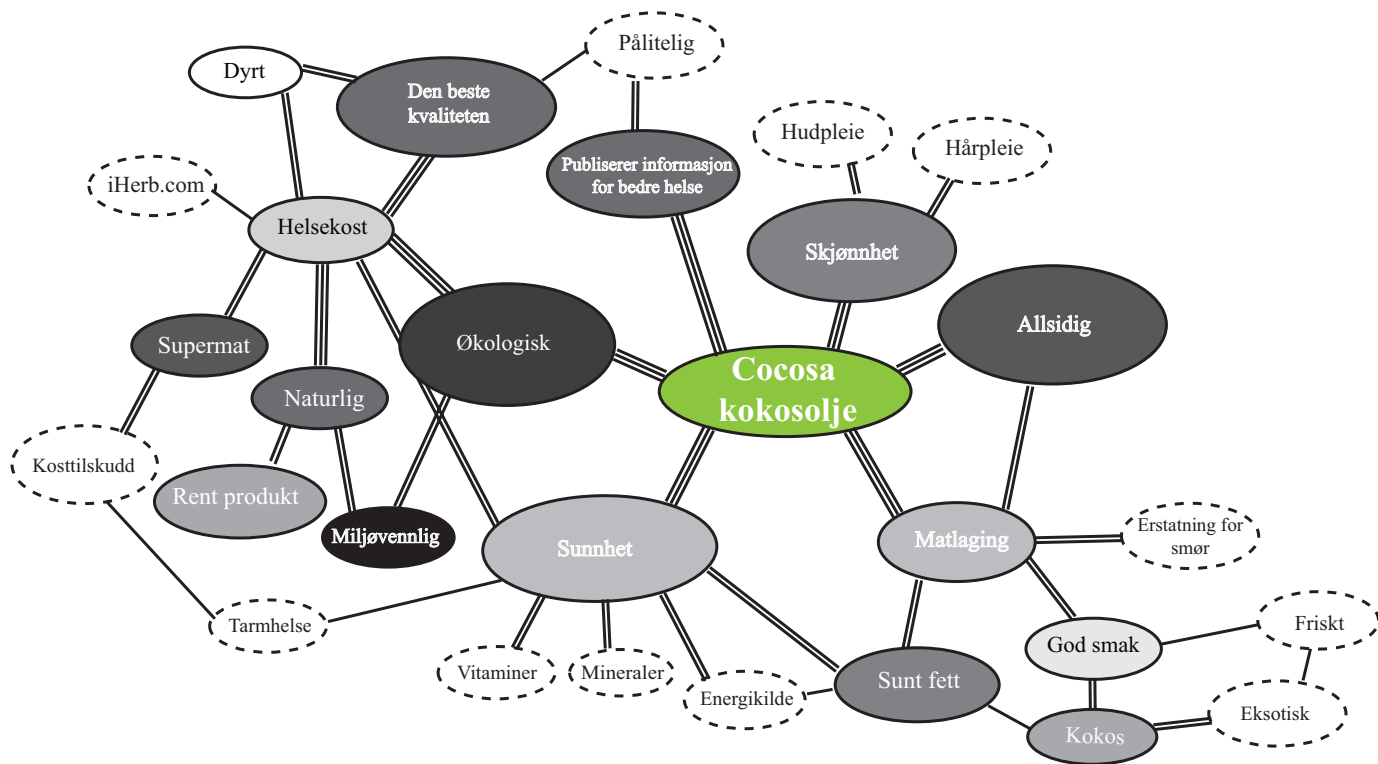 Pålitelig
Dyrt
Den beste
kvaliteten
Hudpleie
Hårpleie
Publiserer informasjon
for bedre helse
iHerb.com
Helsekost
Skjønnhet
Allsidig
Supermat
Økologisk
Cocosa
kokosolje
Naturlig
Kosttilskudd
Rent produkt
Miljøvennlig
Sunnhet
Matlaging
Erstatning for
smør
Tarmhelse
Friskt
God smak
Vitaminer
Mineraler
Energikilde
Sunt fett
Eksotisk
Kokos